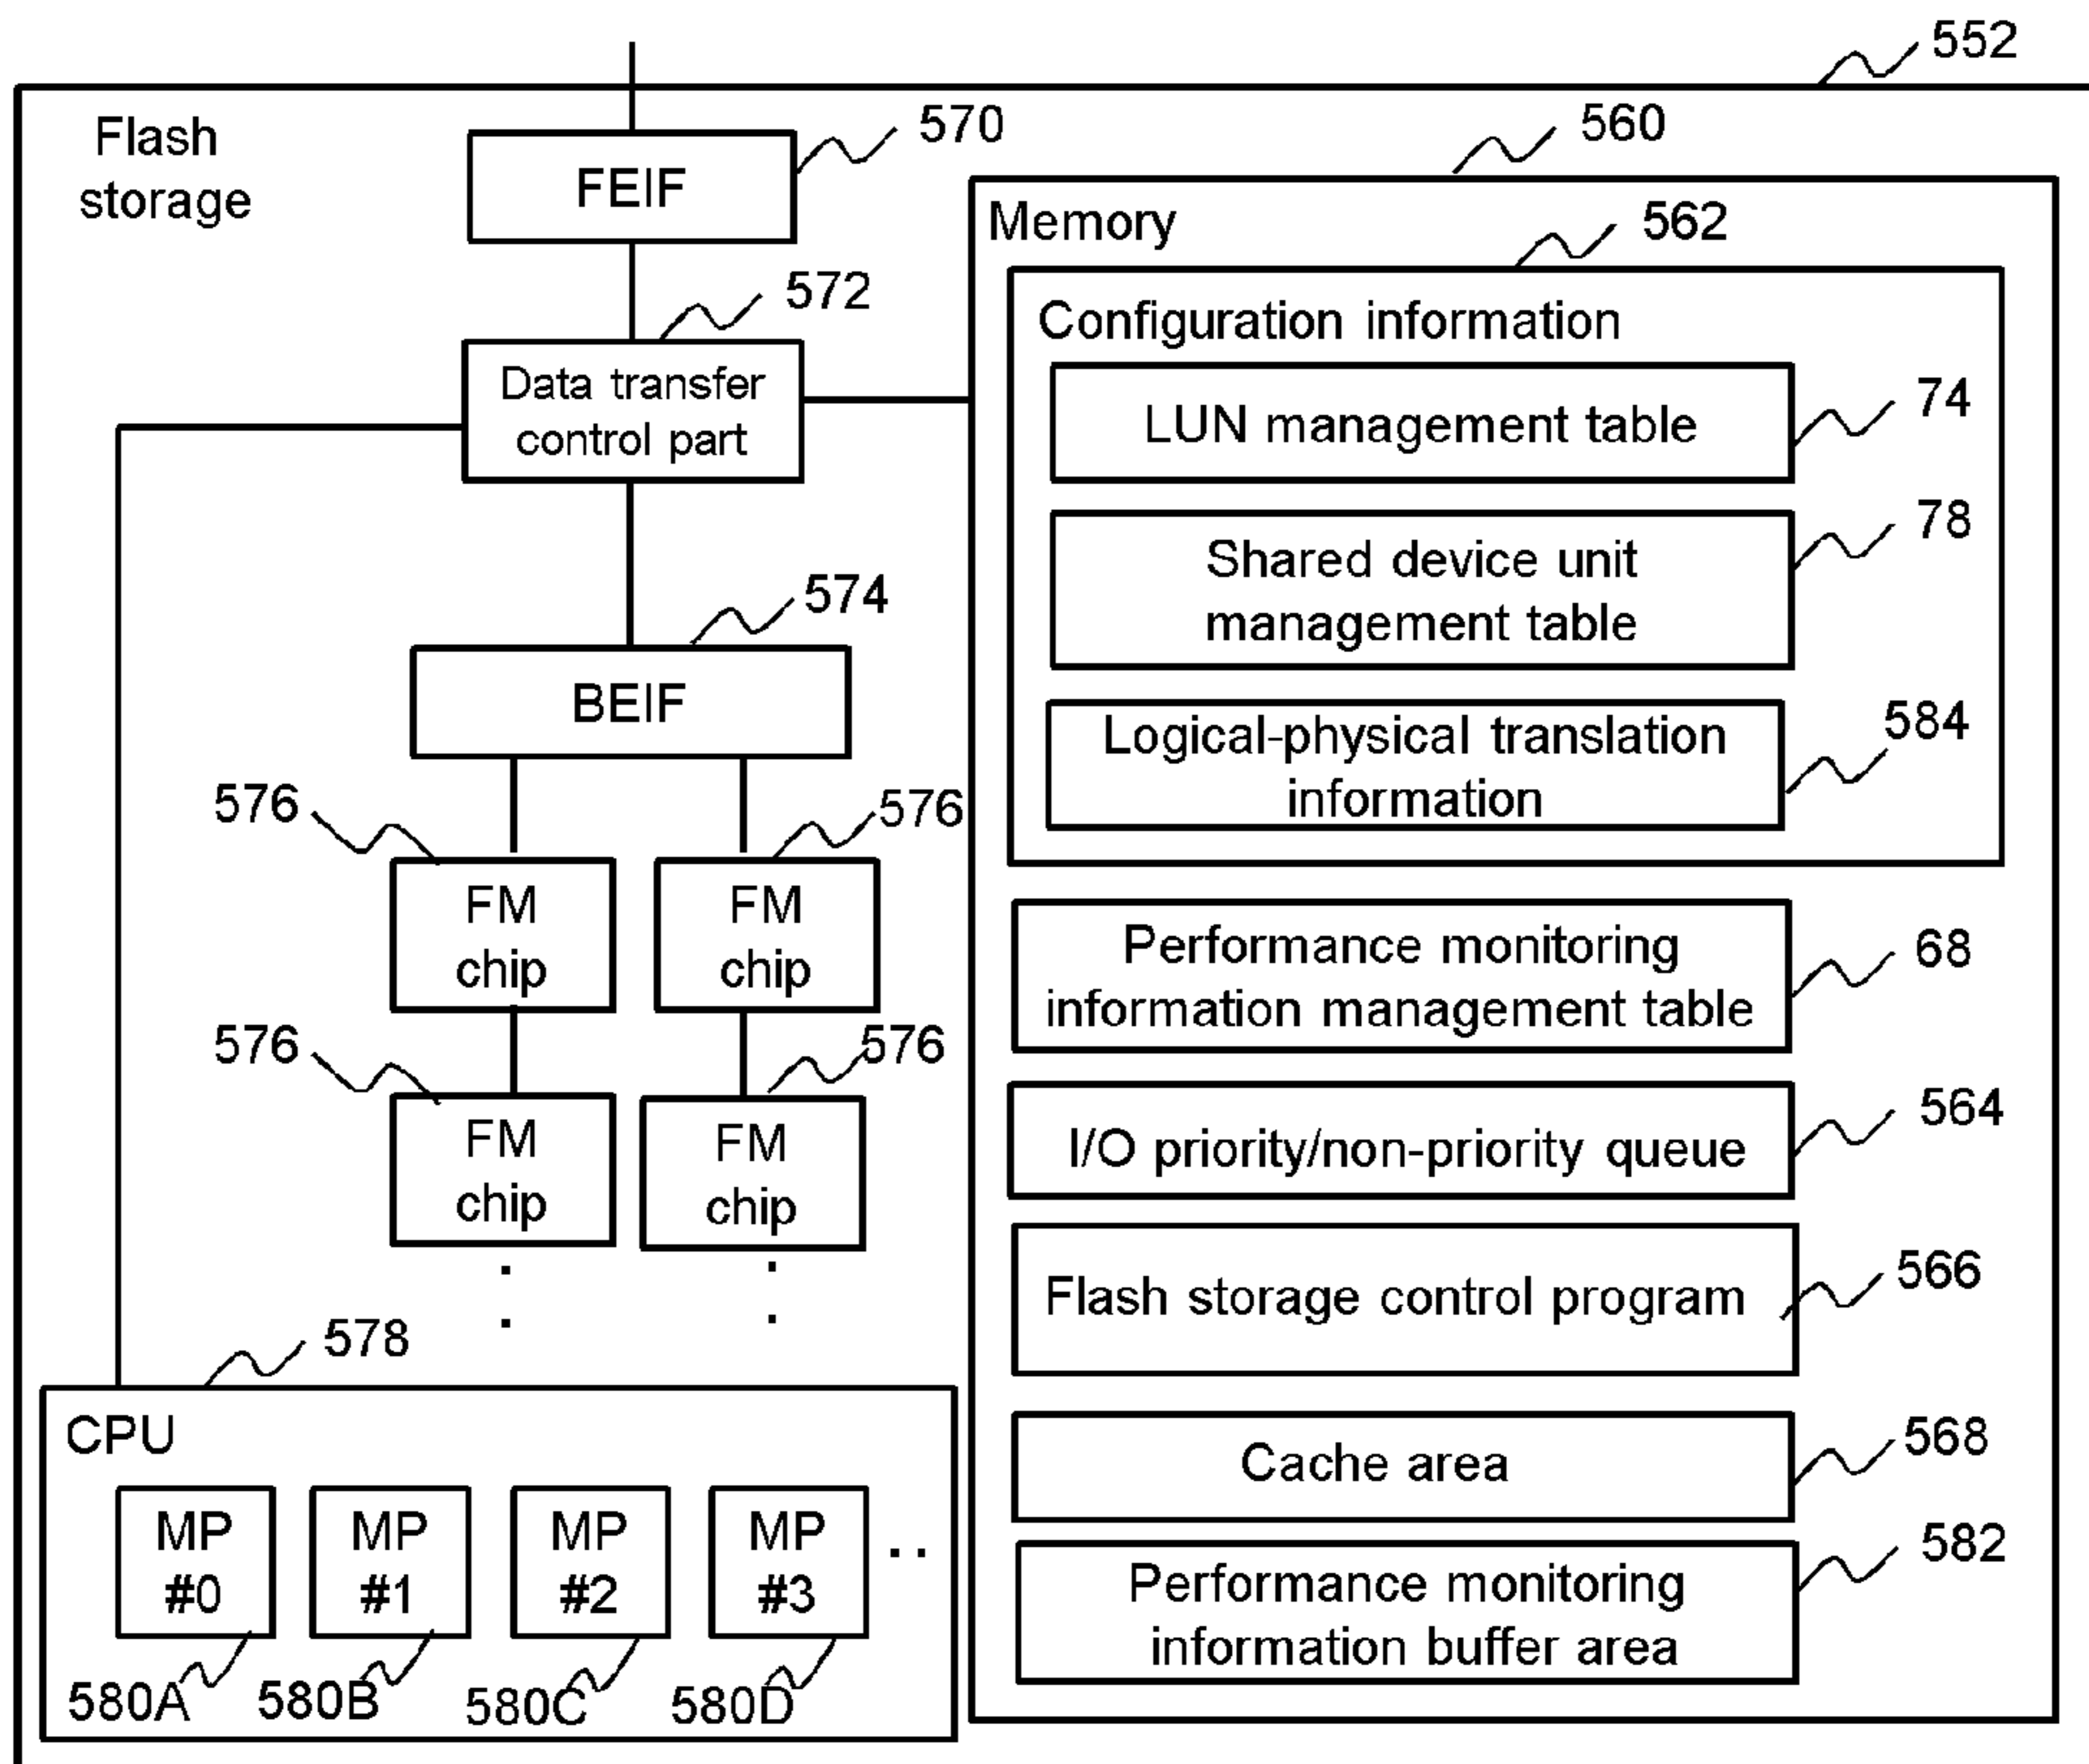 552
Flash
storage
570
FEIF
572
Data transfer
control part
574
BEIF
576
576
FM
chip
FM
chip
576
576
FM
chip
FM
chip
:
:
578
CPU
MP
#0
MP
#1
MP
#2
MP
#3
..
580A
580B
580C
580D
560
Memory
562
Configuration information
LUN management table
74
Shared device unit
management table
78
Logical-physical translation
information
584
Performance monitoring
information management table
68
I/O priority/non-priority queue
564
Flash storage control program
566
Cache area
568
Performance monitoring
information buffer area
582